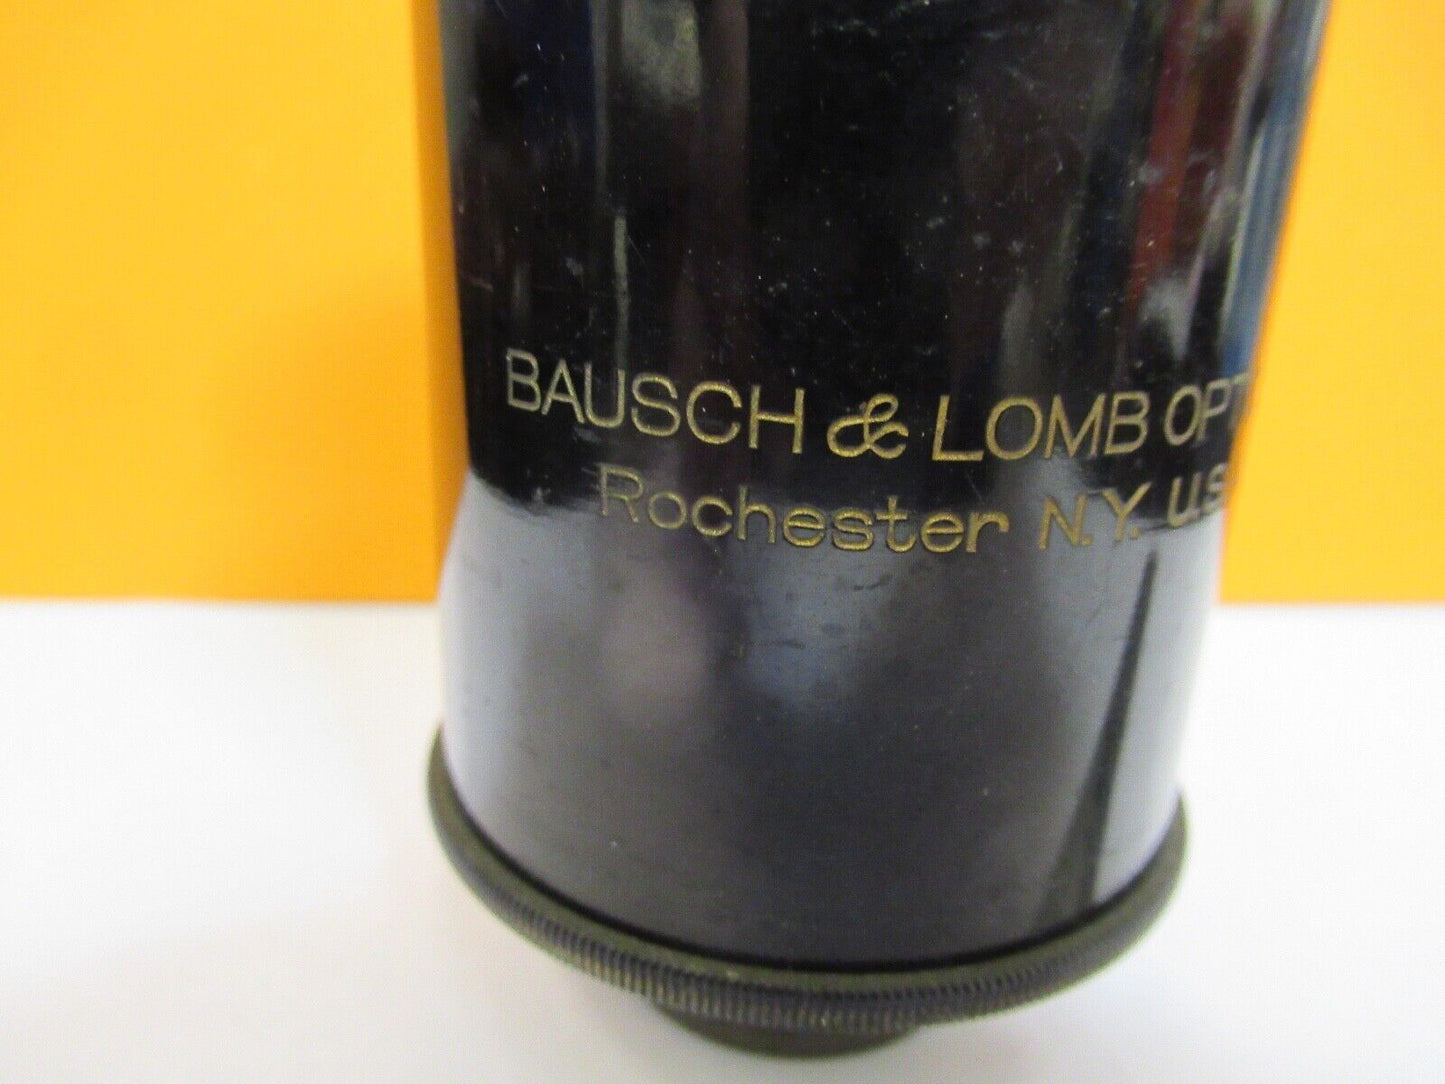 BAUSCH & LOMB OPT
Rochester N.Y. U.S